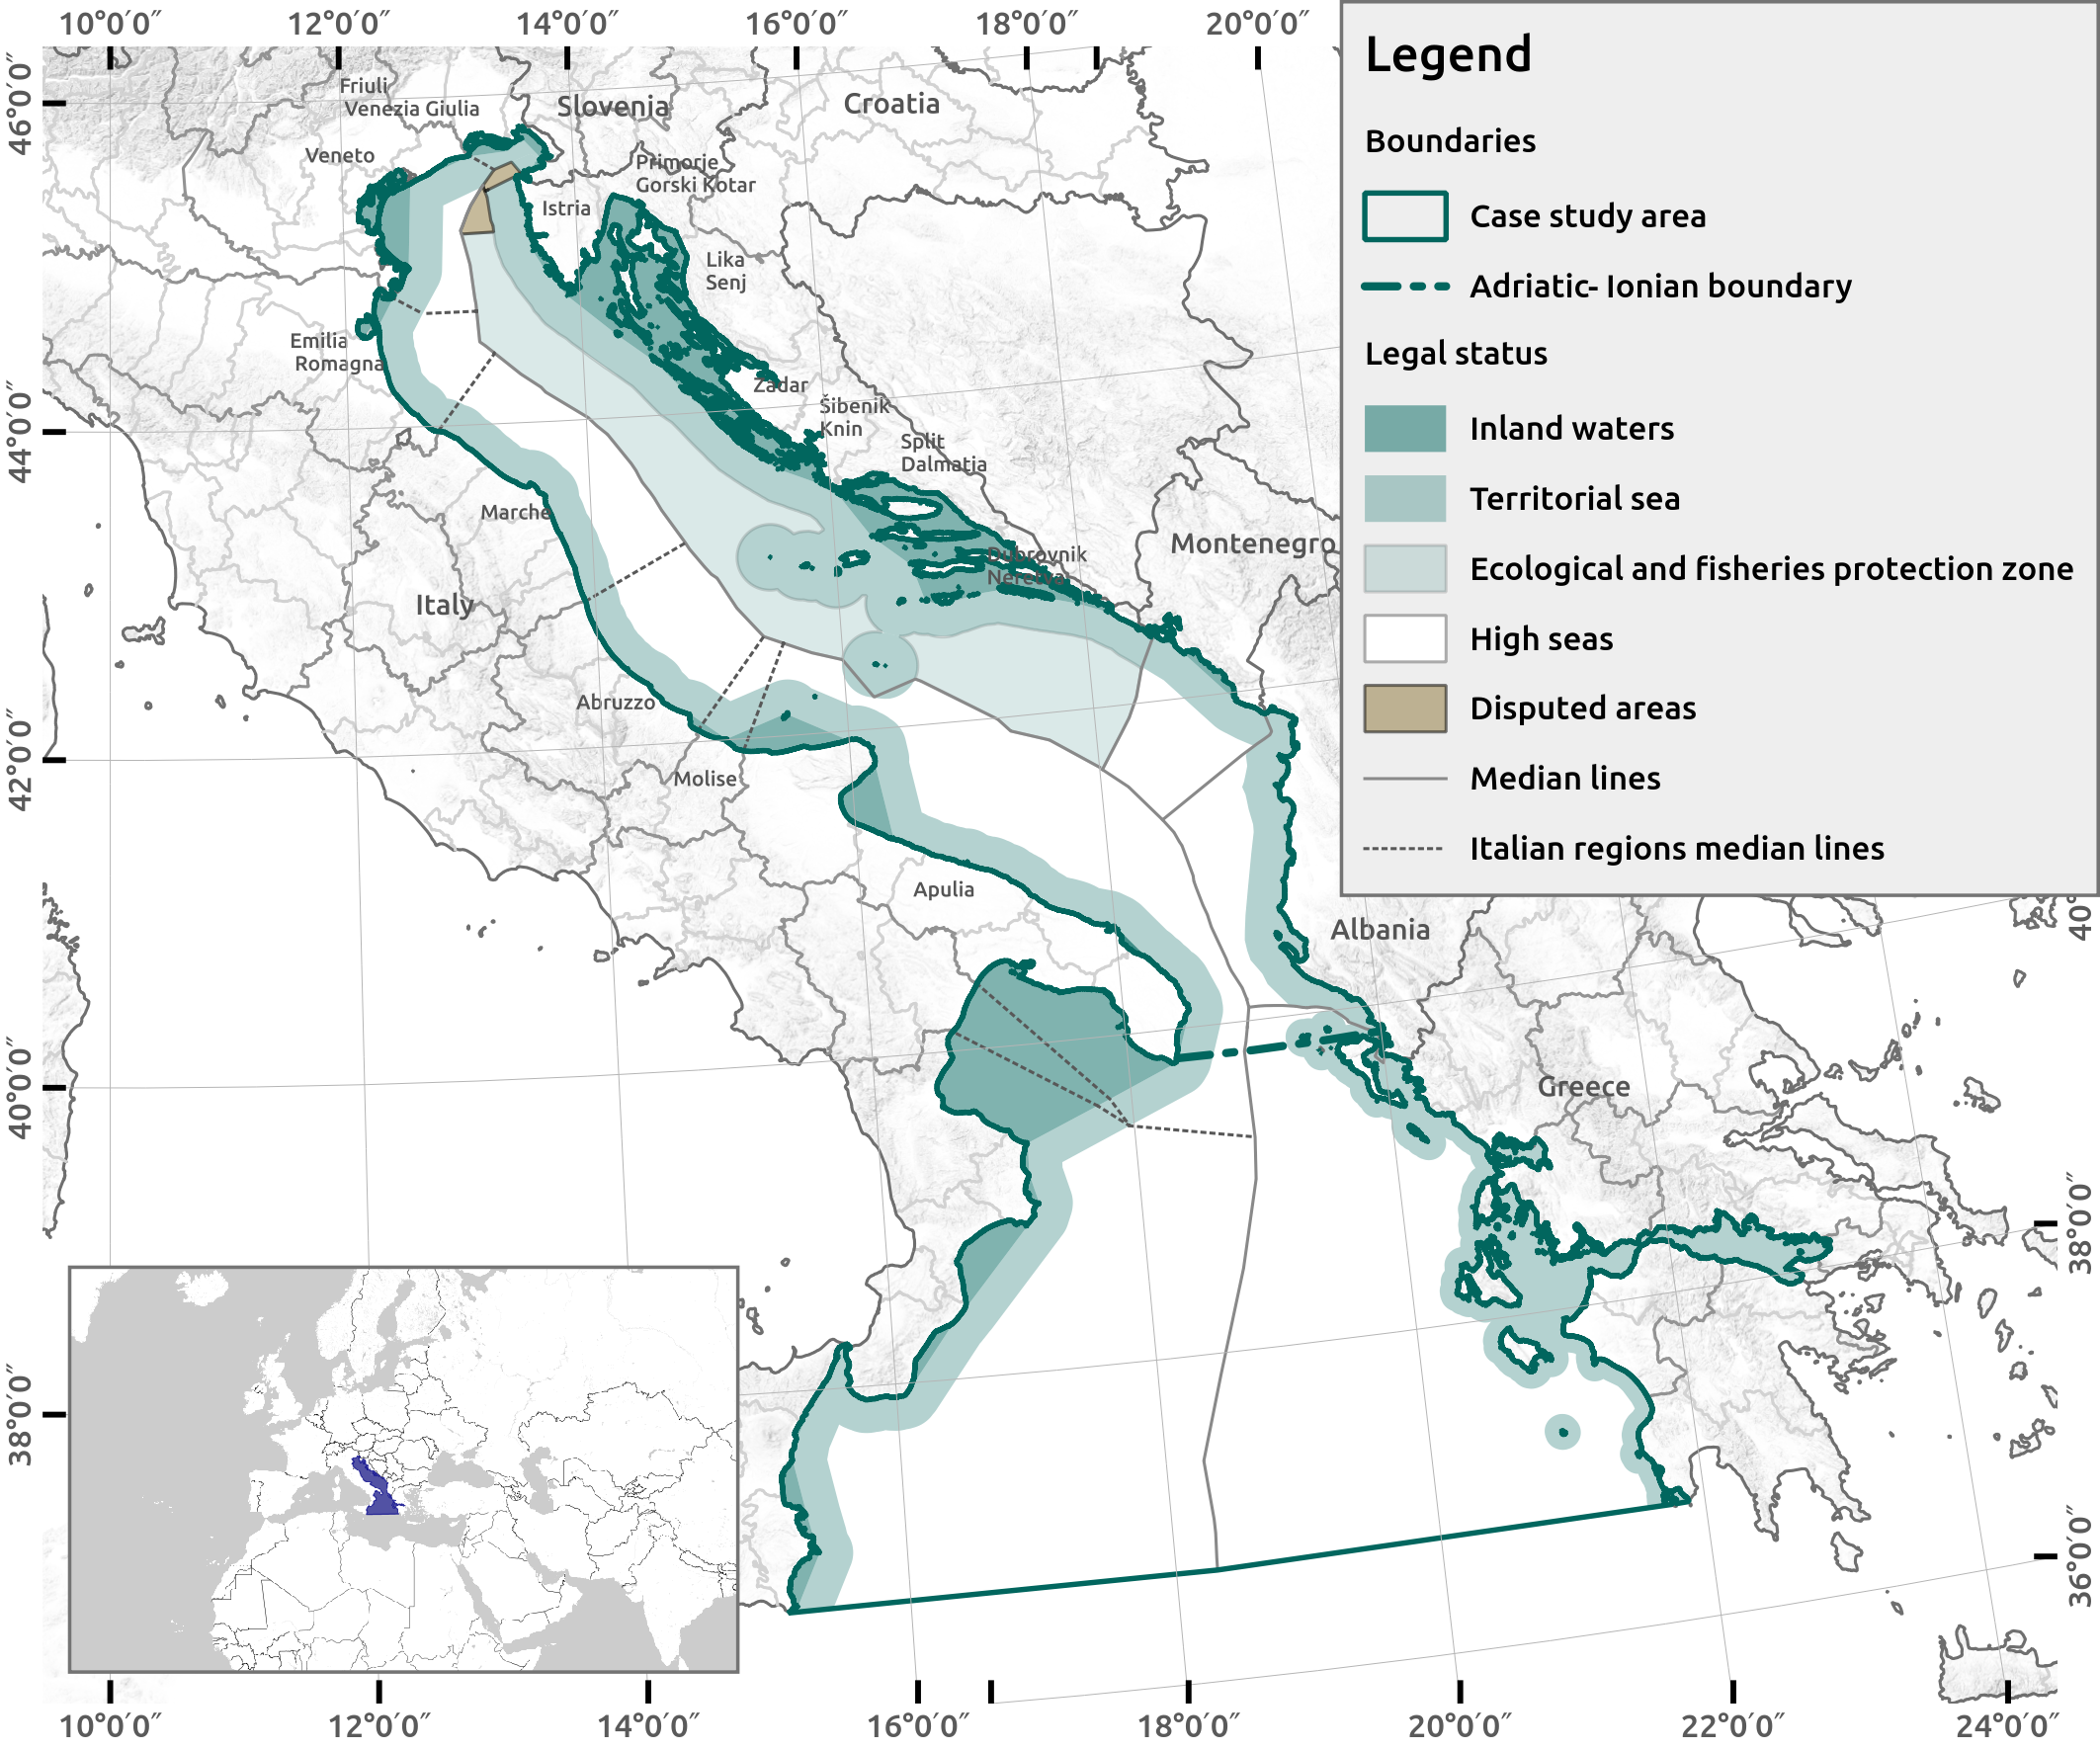 10°0′0″ 12°0′0″ 14°0′0″ 16°0′0″ 18°0′0″ 20°0′0″
46°0′0″
44°0′0″
42°0′0″
40°0′0″
38°0′0″
Friuli
Venezia Giulia
Slovenia
Croatia
Veneto
Primorje
Gorski Kotar
Istria
Lika
Senj
Emilia
Romagna
Zadar
Šibenik
Knin
Split
Dalmatia
Marche
Dubrovnik
Neretva
Montenegro
Italy
Abruzzo
Molise
Apulia
Albania
Greece
Legend
Boundaries
Case study area
Adriatic- Ionian boundary
Legal status
Inland waters
Territorial sea
Ecological and fisheries protection zone
High seas
Disputed areas
Median lines
Italian regions median lines
40°
38°0′0″
36°0′0″
10°0′0″ 12°0′0″ 14°0′0″ 16°0′0″ 18°0′0″ 20°0′0″ 22°0′0″ 24°0′0″